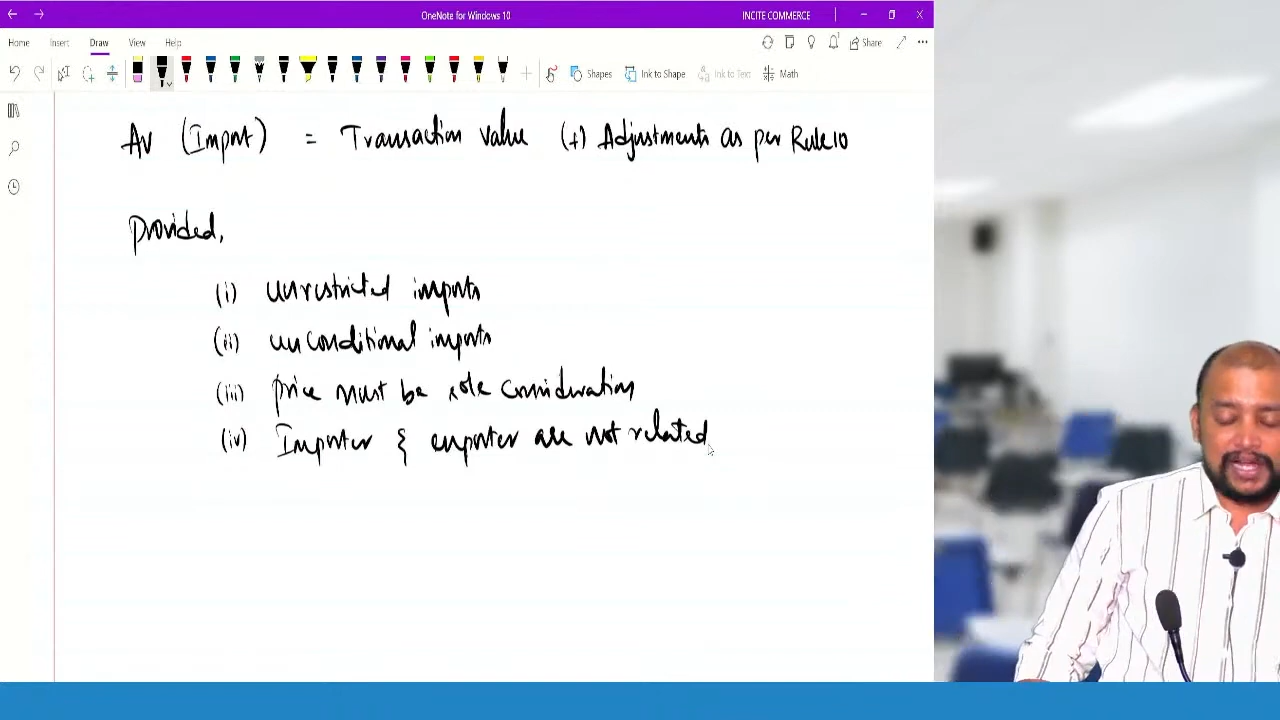 OneNote for Windows 10
INCITE COMMERCE
Home Insert Draw View Help
Share
Shapes Ink to Shape Ink to Text Math
AV (Import) = Transaction value (+) Adjustments as per Rule 10
Provided,
(i) unrestricted imports
(ii) unconditional imports
(iii) price must be sole consideration
(iv) Importer & exporter are not related